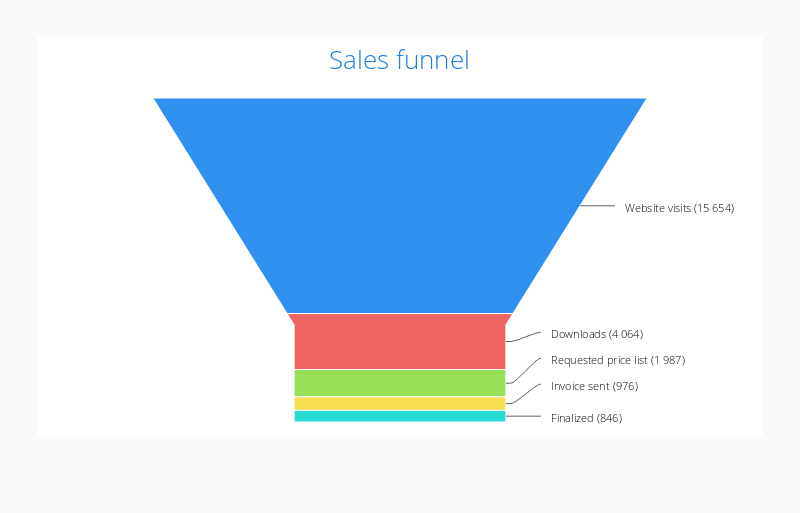 Sales funnel
Website visits (15 654)
Downloads (4 064)
Requested price list (1 987)
Invoice sent (976)
Finalized (846)